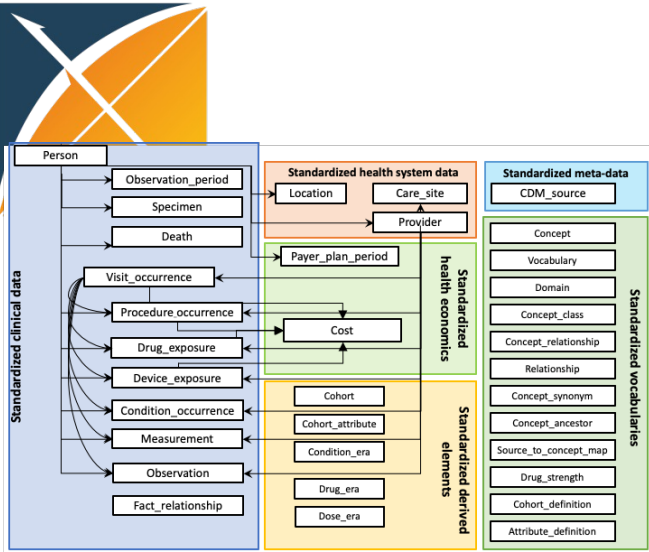 Person
Standardized clinical data
Observation_period
Specimen
Death
Visit_occurrence
Procedure_occurrence
Drug_exposure
Device_exposure
Condition_occurrence
Measurement
Observation
Fact_relationship
Standardized health system data
Location
Care_site
Provider
Payer_plan_period
Cost
Standardized
health economics
Cohort
Cohort_attribute
Condition_era
Drug_era
Dose_era
Standardized derived
elements
Standardized meta-data
CDM_source
Concept
Vocabulary
Domain
Concept_class
Concept_relationship
Relationship
Concept_synonym
Concept_ancestor
Source_to_concept_map
Drug_strength
Cohort_definition
Attribute_definition
Standardized vocabularies